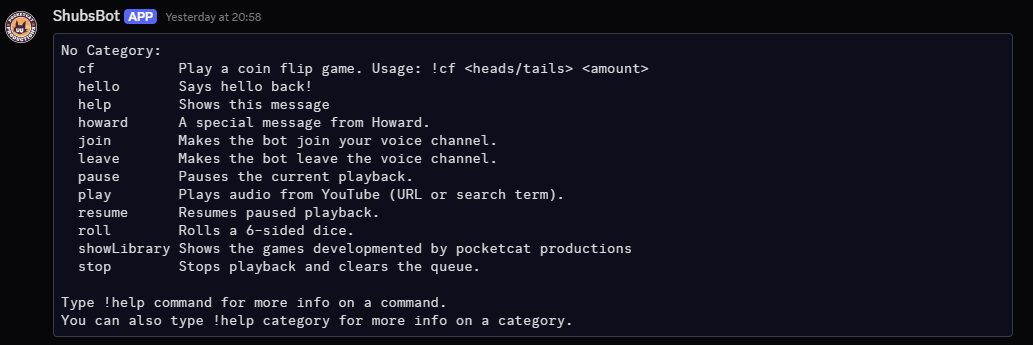 ShubsBot APP Yesterday at 20:58
No Category:
  cf          Play a coin flip game. Usage: !cf <heads/tails> <amount>
  hello       Says hello back!
  help        Shows this message
  howard      A special message from Howard.
  join        Makes the bot join your voice channel.
  leave       Makes the bot leave the voice channel.
  pause       Pauses the current playback.
  play        Plays audio from YouTube (URL or search term).
  resume      Resumes paused playback.
  roll        Rolls a 6-sided dice.
  showLibrary Shows the games developmented by pocketcat productions
  stop        Stops playback and clears the queue.

Type !help command for more info on a command.
You can also type !help category for more info on a category.